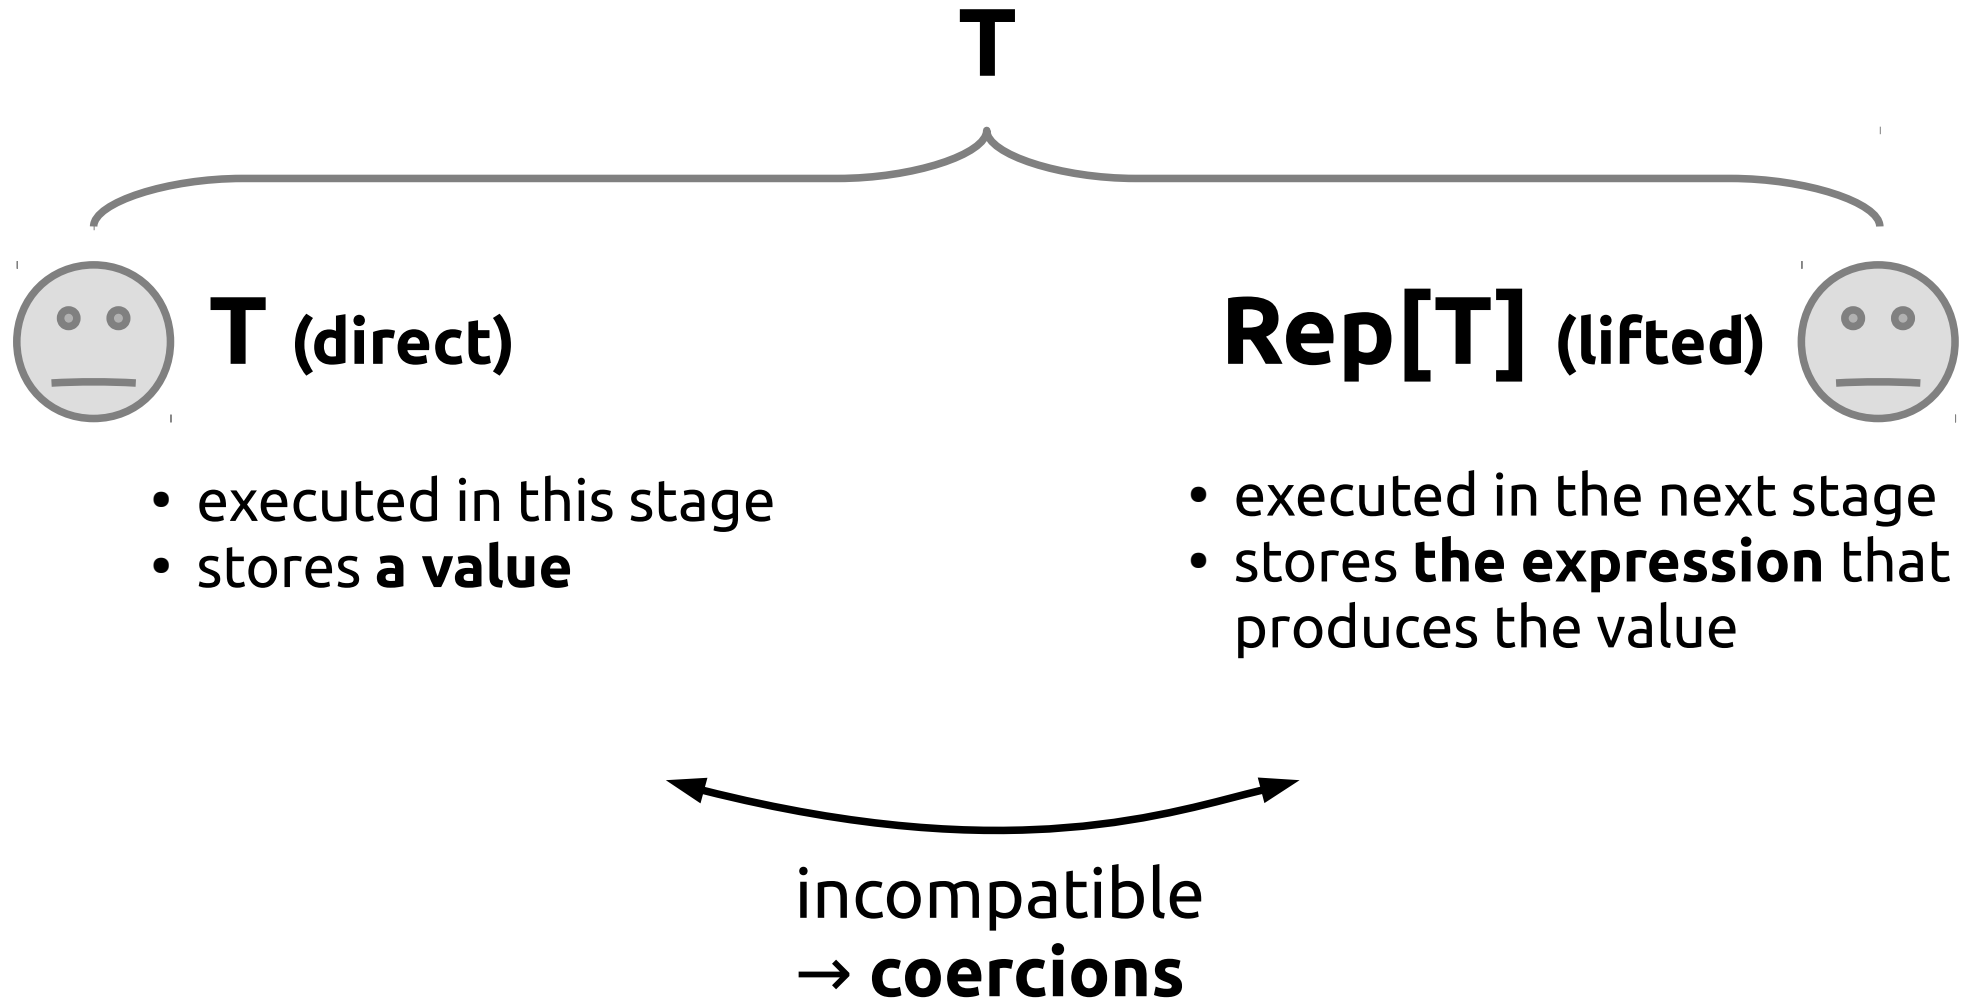 T
T (direct)
Rep[T] (lifted)
• executed in this stage
• stores a value
• executed in the next stage
• stores the expression that
produces the value
incompatible
→ coercions